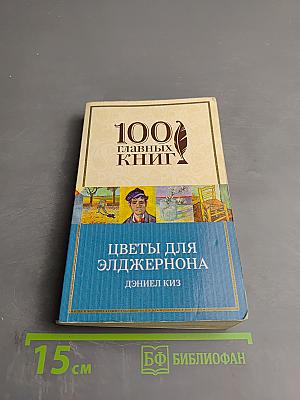 100
ГЛАВНЫХ
КНИГ
ЦВЕТЫ ДЛЯ
ЭЛДЖЕРНОНА
ДЭНИЕЛ КИЗ
15 см
БФ БИБЛИОФАН